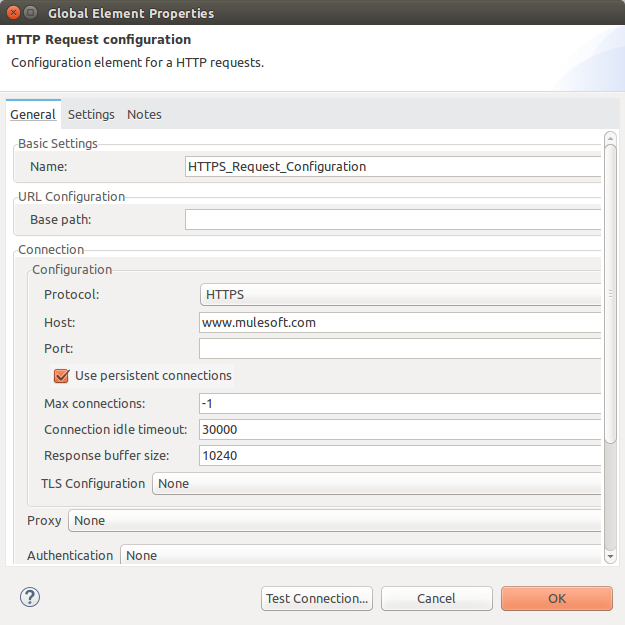 Global Element Properties
HTTP Request configuration
Configuration element for a HTTP requests.
General Settings Notes
Basic Settings
Name: HTTPS_Request_Configuration
URL Configuration
Base path:
Connection
Configuration
Protocol: HTTPS
Host: www.mulesoft.com
Port:
Use persistent connections
Max connections: -1
Connection idle timeout: 30000
Response buffer size: 10240
TLS Configuration None
Proxy None
Authentication None
? Test Connection... Cancel OK